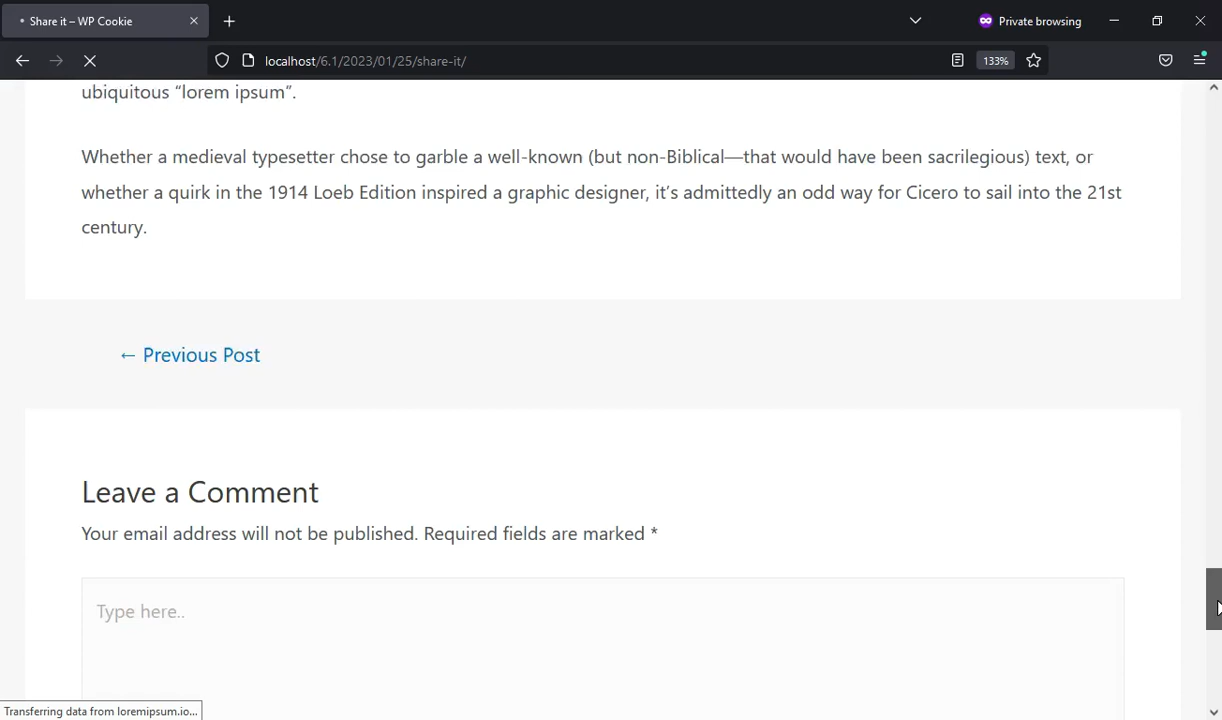 Share it – WP Cookie
Private browsing
localhost/6.1/2023/01/25/share-it/
133%
ubiquitous “lorem ipsum”.
Whether a medieval typesetter chose to garble a well-known (but non-Biblical—that would have been sacrilegious) text, or
whether a quirk in the 1914 Loeb Edition inspired a graphic designer, it’s admittedly an odd way for Cicero to sail into the 21st
century.
← Previous Post
Leave a Comment
Your email address will not be published. Required fields are marked *
Type here..
Transferring data from loremipsum.io...